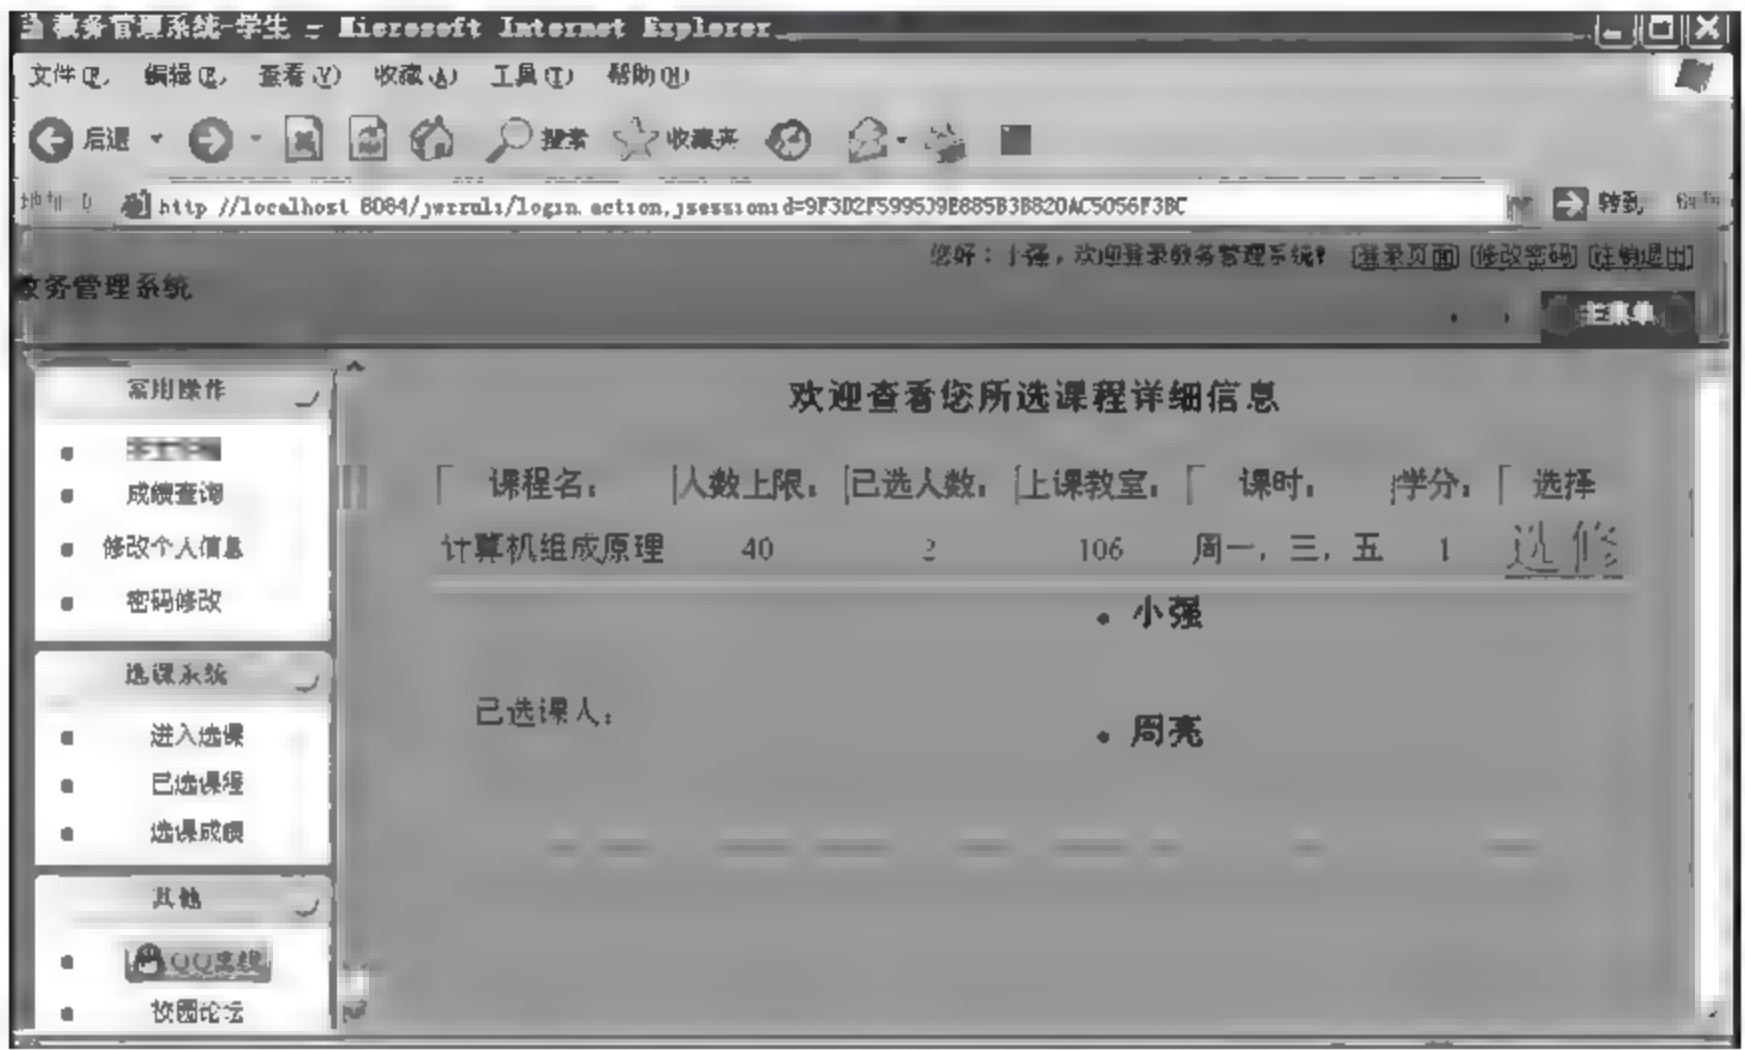 教务管理系统-学生 - Microsoft Internet Explorer
文件(F) 编辑(E) 查看(V) 收藏(A) 工具(T) 帮助(H)
后退 搜索 收藏夹
http //localhost 8084/ login action,jsessionid= 转到
您好：小强，欢迎登录教务管理系统! [登录页面] [修改密码] [注销退出]
教务管理系统
主菜单
常用操作
成绩查询
修改个人信息
密码修改
选课系统
进入选课
已选课程
选课成绩
其他
QQ在线
校园论坛
欢迎查看您所选课程详细信息
课程名: 人数上限: 已选人数: 上课教室: 课时: 学分: 选择
计算机组成原理 40 2 106 周一, 三, 五 1 选修
已选课人:
• 小强
• 周亮